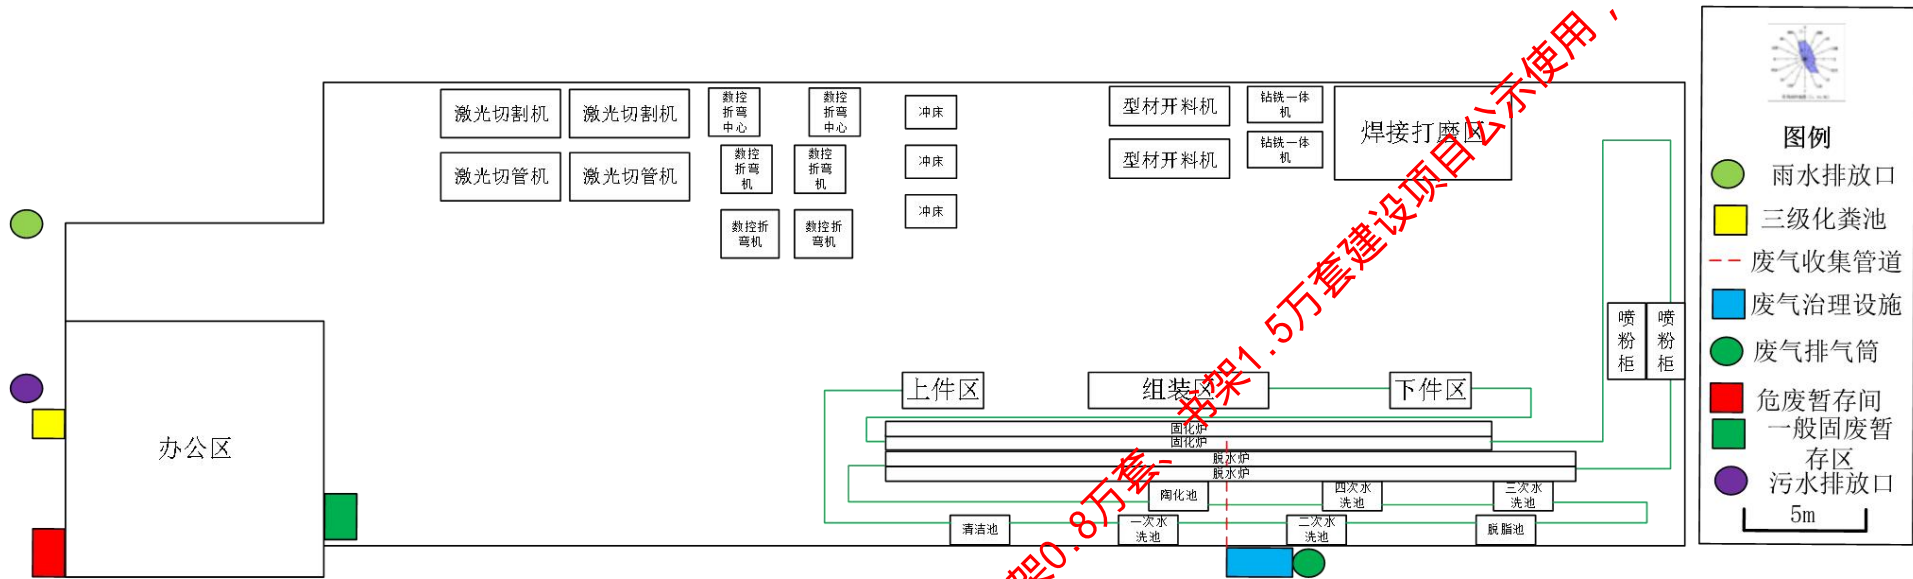 激光切割机
激光切割机
数控
折弯
中心
数控
折弯
中心
冲床
型材开料机
钻铣一体
机
焊接打磨区
激光切管机
激光切管机
数控
折弯
机
数控
折弯
机
冲床
型材开料机
钻铣一体
机
数控折
弯机
数控折
弯机
冲床
喷
粉
柜
喷
粉
柜
上件区
组装区
下件区
固化炉
固化炉
脱水炉
脱水炉
陶化池
四次水
洗池
三次水
洗池
清洁池
一次水
洗池
二次水
洗池
脱脂池
办公区
架0.8万套、书架1.5万套建设项目公示使用，
图例
雨水排放口
三级化粪池
废气收集管道
废气治理设施
废气排气筒
危废暂存间
一般固废暂
存区
污水排放口
5m